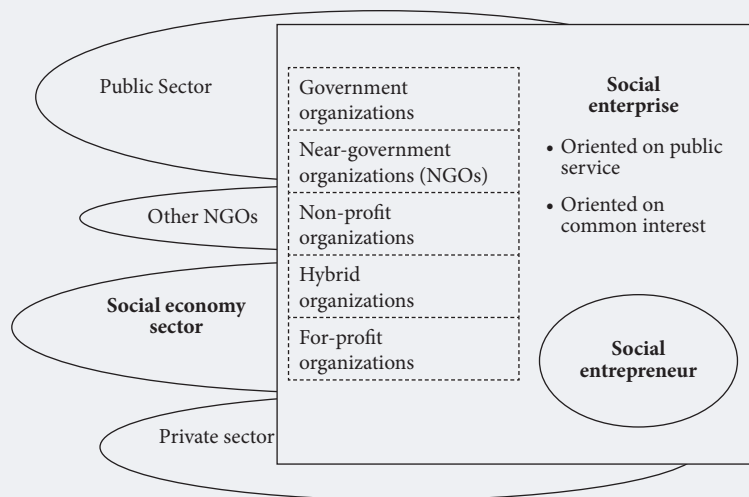 Public Sector
Other NGOs
Social economy
sector
Private sector
Government
organizations
Near-government
organizations (NGOs)
Non-profit
organizations
Hybrid
organizations
For-profit
organizations
Social
enterprise
• Oriented on public
service
• Oriented on
common interest
Social
entrepreneur